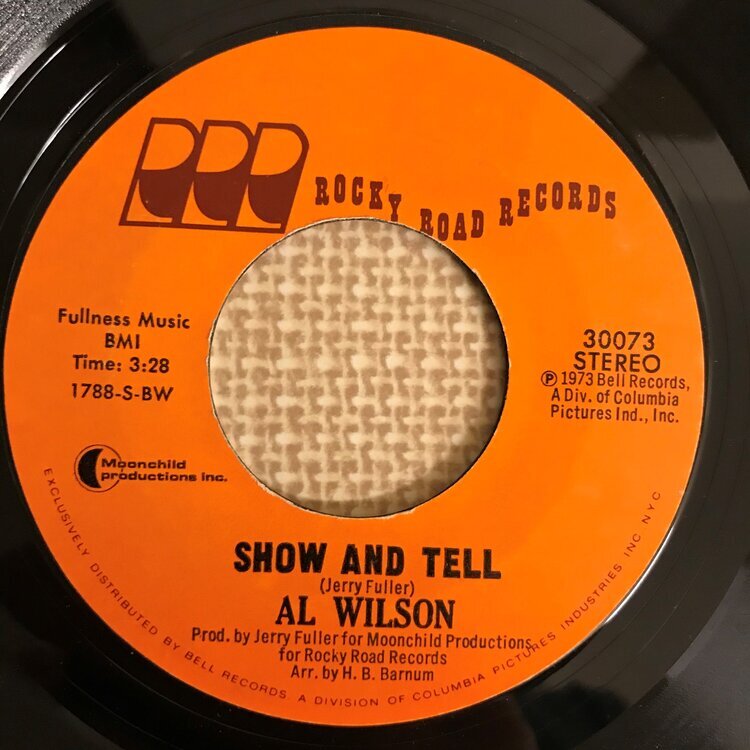 RRR
ROCKY ROAD RECORDS
Fullness Music
BMI
Time: 3:28
1788-S-BW
30073
STEREO
Ⓟ 1973 Bell Records,
A Div. of Columbia
Pictures Ind., Inc.
Moonchild
productions inc.
SHOW AND TELL
(Jerry Fuller)
AL WILSON
Prod. by Jerry Fuller for Moonchild Productions
for Rocky Road Records
Arr. by H. B. Barnum
EXCLUSIVELY DISTRIBUTED BY BELL RECORDS. A DIVISION OF COLUMBIA PICTURES INDUSTRIES INC NYC